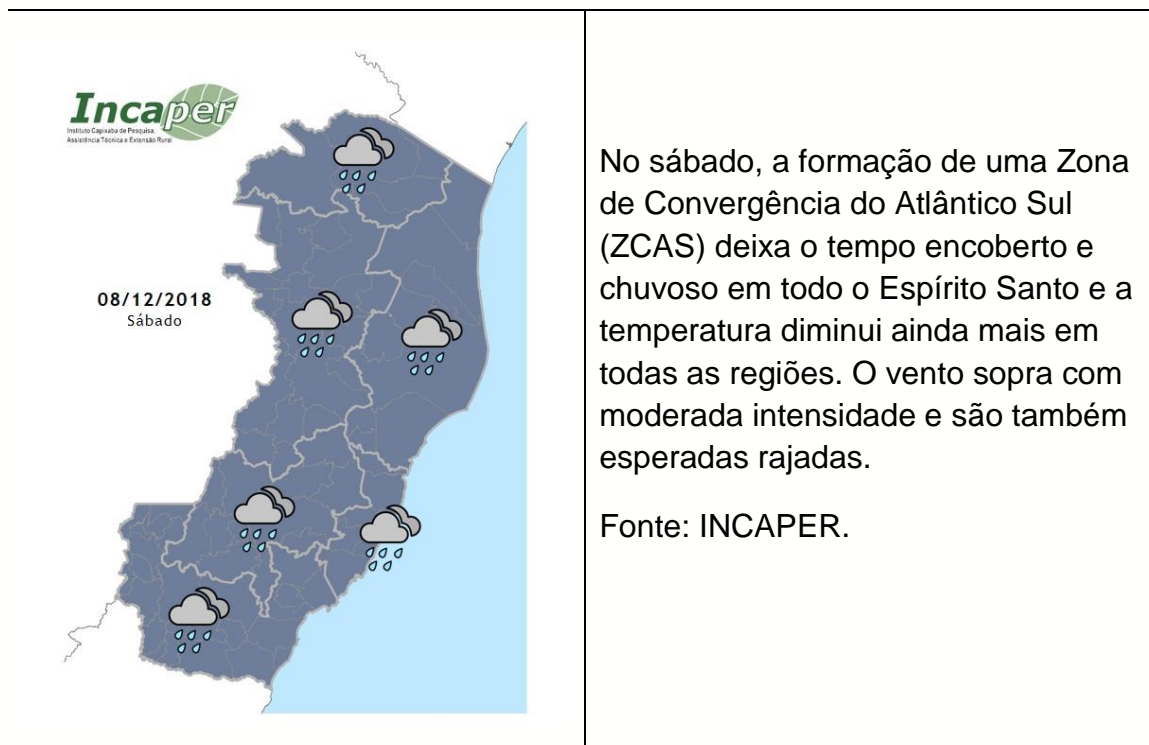 Incaper
Instituto Capixaba de Pesquisa,
Assistência Técnica e Extensão Rural
08/12/2018
Sábado
No sábado, a formação de uma Zona
de Convergência do Atlântico Sul
(ZCAS) deixa o tempo encoberto e
chuvoso em todo o Espírito Santo e a
temperatura diminui ainda mais em
todas as regiões. O vento sopra com
moderada intensidade e são também
esperadas rajadas.
Fonte: INCAPER.